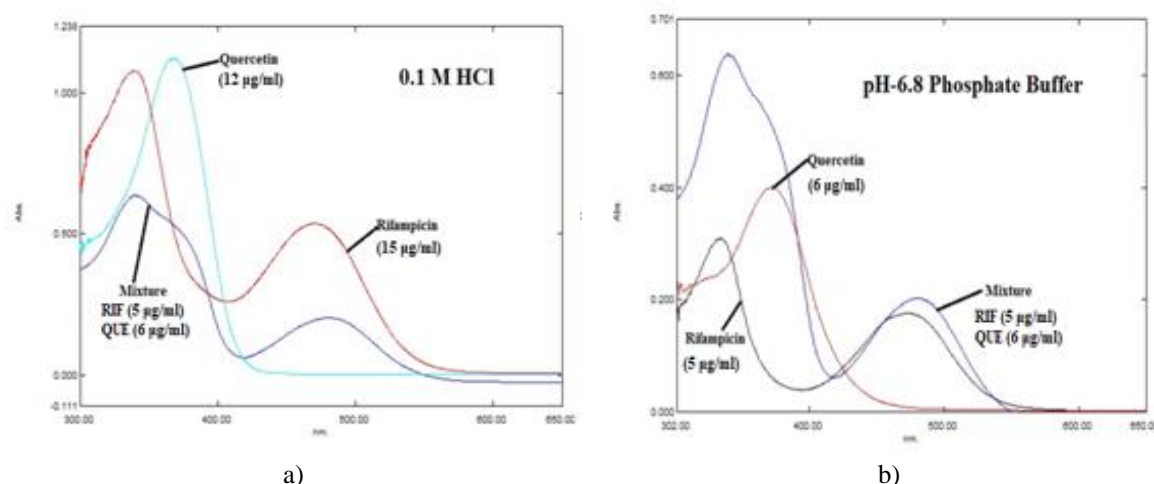 1.230
1.000
0.500
0.000
-0.111
Abs.
300.00
400.00
500.00
600.00
650.00
nm.
Quercetin
(12 µg/ml)
0.1 M HCl
Rifampicin
(15 µg/ml)
Mixture
RIF (5 µg/ml)
QUE (6 µg/ml)
a)
0.701
0.600
0.400
0.200
0.000
Abs.
302.00
400.00
500.00
600.00
650.00
nm.
pH-6.8 Phosphate Buffer
Quercetin
(6 µg/ml)
Rifampicin
(5 µg/ml)
Mixture
RIF (5 µg/ml)
QUE (6 µg/ml)
b)